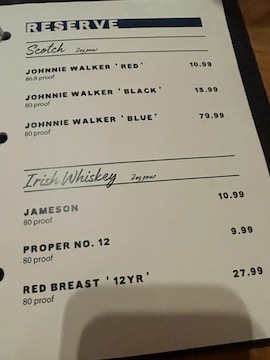 RESERVE
Scotch 2oz pour
JOHNNIE WALKER 'RED' 10.99
86.8 proof
JOHNNIE WALKER 'BLACK' 15.99
80 proof
JOHNNIE WALKER 'BLUE' 79.99
80 proof
Irish Whiskey 2oz pour
JAMESON 10.99
80 proof
PROPER NO. 12 9.99
80 proof
RED BREAST '12YR' 27.99
80 proof